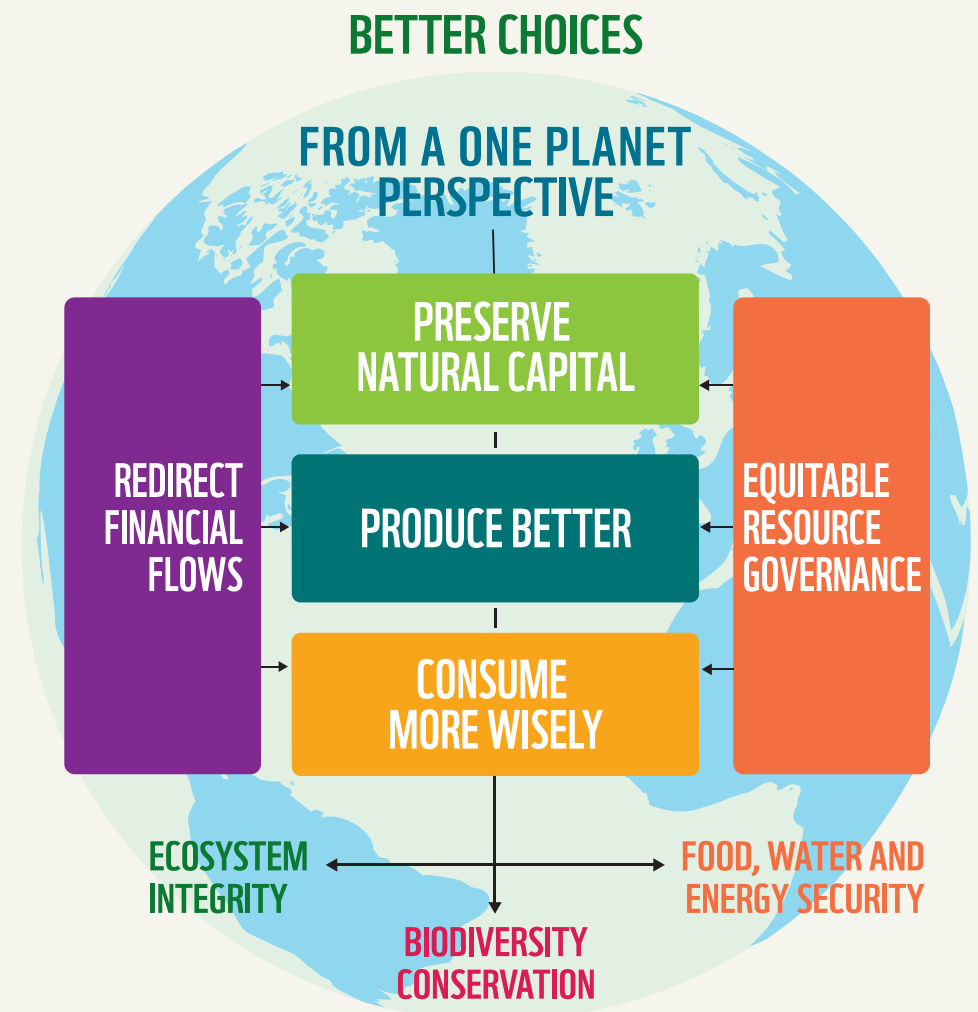 BETTER CHOICES
FROM A ONE PLANET
PERSPECTIVE
PRESERVE
NATURAL CAPITAL
REDIRECT
FINANCIAL
FLOWS
PRODUCE BETTER
EQUITABLE
RESOURCE
GOVERNANCE
CONSUME
MORE WISELY
ECOSYSTEM
INTEGRITY
FOOD, WATER AND
ENERGY SECURITY
BIODIVERSITY
CONSERVATION